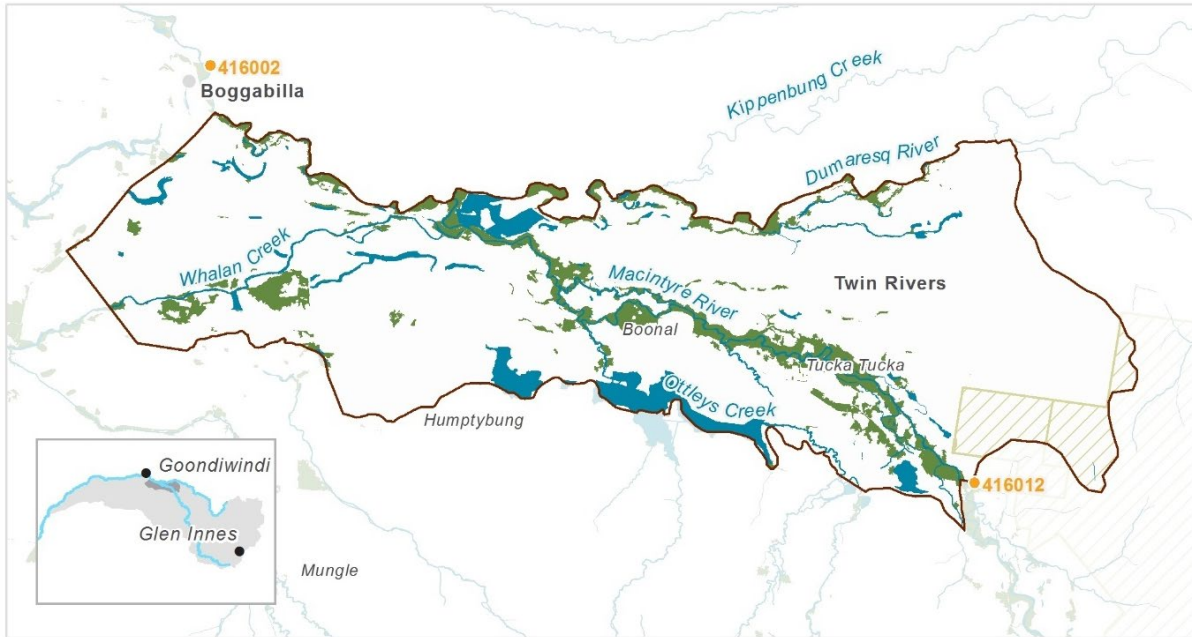 416002
Boggabilla
Kippenbung Creek
Dumaresq River
Whalan Creek
Macintyre River
Twin Rivers
Boonal
Tucka Tucka
Ottleys Creek
Humptybung
416012
Goondiwindi
Glen Innes
Mungle